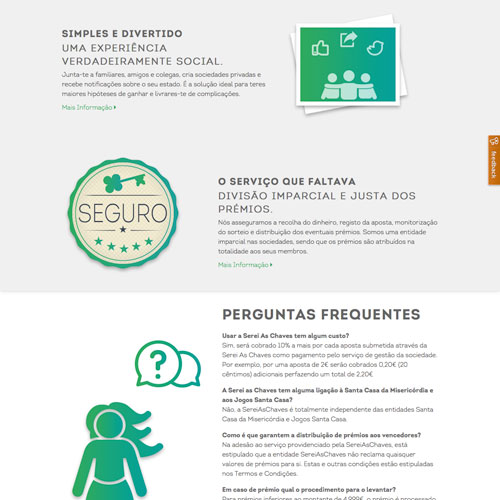 SIMPLES E DIVERTIDO
UMA EXPERIÊNCIA
VERDADEIRAMENTE SOCIAL.
Junta-te a familiares, amigos e colegas, cria sociedades privadas e
recebe notificações sobre o seu estado. É a solução ideal para teres
maiores hipóteses de ganhar e livrares-te de complicações.
Mais Informação
feedback
SEGURO
O SERVIÇO QUE FALTAVA
DIVISÃO IMPARCIAL E JUSTA DOS
PRÉMIOS.
Nós asseguramos a recolha do dinheiro, registo da aposta, monitorização
do sorteio e distribuição dos eventuais prémios. Somos uma entidade
imparcial nas sociedades, sendo que os prémios são atribuídos na
totalidade aos seus membros.
Mais Informação
PERGUNTAS FREQUENTES
Usar a Serei As Chaves tem algum custo?
Sim, será cobrado 10% a mais por cada aposta submetida através da
Serei As Chaves como pagamento pelo serviço de gestão da sociedade.
Por exemplo, por uma aposta de 2€ serão cobrados 0,20€ (20
cêntimos) adicionais perfazendo um total de 2,20€
A Serei as Chaves tem alguma ligação à Santa Casa da Misericórdia e
aos Jogos Santa Casa?
Não, a SereiAsChaves é totalmente independente das entidades Santa
Casa da Misericórdia e Jogos Santa Casa.
Como é que garantem a distribuição de prémios aos vencedores?
Na adesão ao serviço providenciado pela SereiAsChaves, está
estipulado que a entidade SereiAsChaves não reclama quaisquer
valores de prémios para si. Estas e outras condições estão estipuladas
nos Termos e Condições.
Em caso de prémio qual o procedimento para o levantar?
Para prémios inferiores ao montante de 4.999€, o prémio é processado